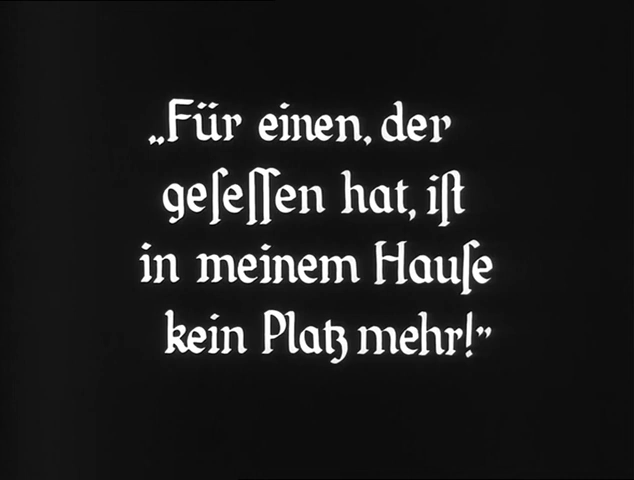 „Für einen, der
geſeſſen hat, iſt
in meinem Hauſe
kein Platz mehr!”